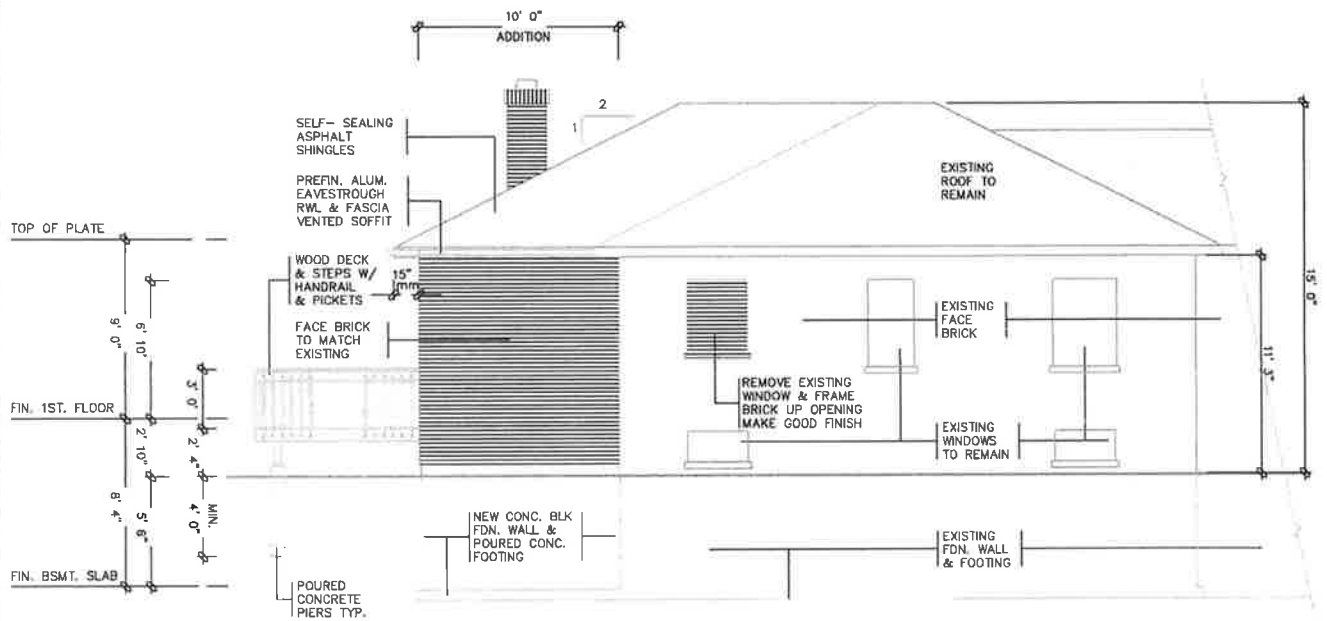 10' 0"
ADDITION
2
1
SELF- SEALING
ASPHALT
SHINGLES
PREFIN. ALUM.
EAVESTROUGH
RWL & FASCIA
VENTED SOFFIT
EXISTING
ROOF TO
REMAIN
TOP OF PLATE
WOOD DECK
& STEPS W/
HANDRAIL
& PICKETS
15"
mm
FACE BRICK
TO MATCH
EXISTING
EXISTING
FACE
BRICK
15' 0"
11' 3"
9' 0"
6' 10"
3' 0"
REMOVE EXISTING
WINDOW & FRAME
BRICK UP OPENING
MAKE GOOD FINISH
FIN. 1ST. FLOOR
EXISTING
WINDOWS
TO REMAIN
2' 10"
2' 4"
8' 4"
5' 6"
4' 0"
MIN.
NEW CONC. BLK
FDN. WALL &
POURED CONC.
FOOTING
EXISTING
FDN. WALL
& FOOTING
FIN. BSMT. SLAB
POURED
CONCRETE
PIERS TYP.